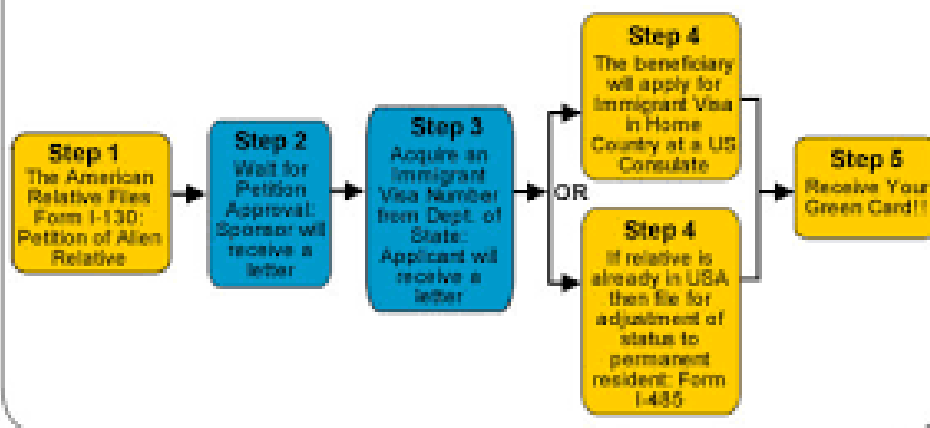 Step 1
The American
Relative Files
Form I-130:
Petition of Alien
Relative
Step 2
Wait for
Petition
Approval:
Sponsor will
receive a
letter
Step 3
Acquire an
Immigrant
Visa Number
from Dept. of
State:
Applicant will
receive a
letter
OR
Step 4
The beneficiary
will apply for
Immigrant Visa
in Home
Country at a US
Consulate
Step 4
If relative is
already in USA
then file for
adjustment of
status to
permanent
resident: Form
I-485
Step 5
Receive Your
Green Card!!